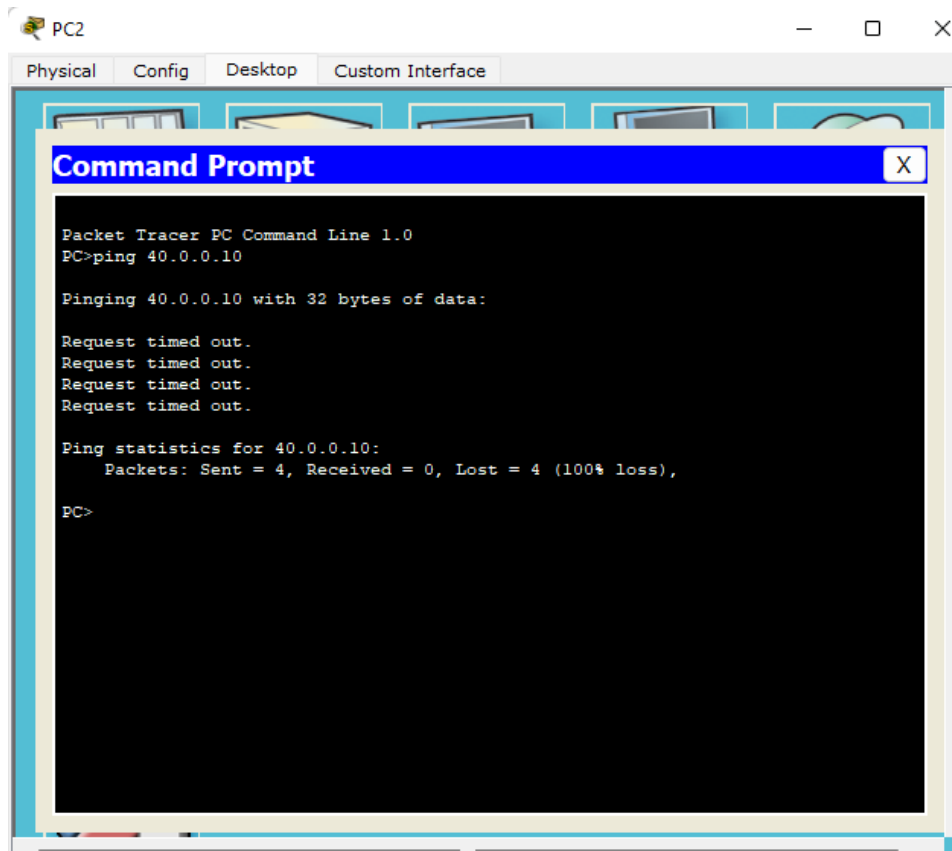 PC2
Physical Config Desktop Custom Interface
Command Prompt X
Packet Tracer PC Command Line 1.0
PC>ping 40.0.0.10
Pinging 40.0.0.10 with 32 bytes of data:
Request timed out.
Request timed out.
Request timed out.
Request timed out.
Ping statistics for 40.0.0.10:
Packets: Sent = 4, Received = 0, Lost = 4 (100% loss),
PC>